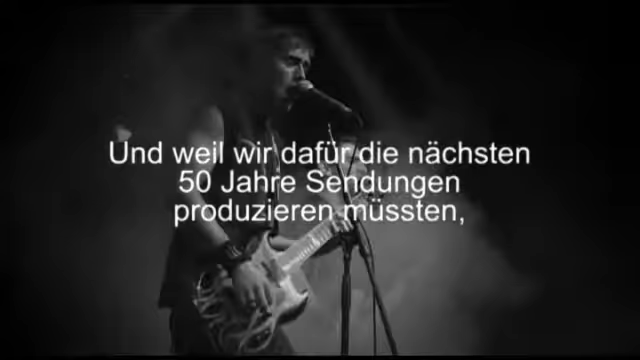 Und weil wir dafür die nächsten
50 Jahre Sendungen
produzieren müssten,